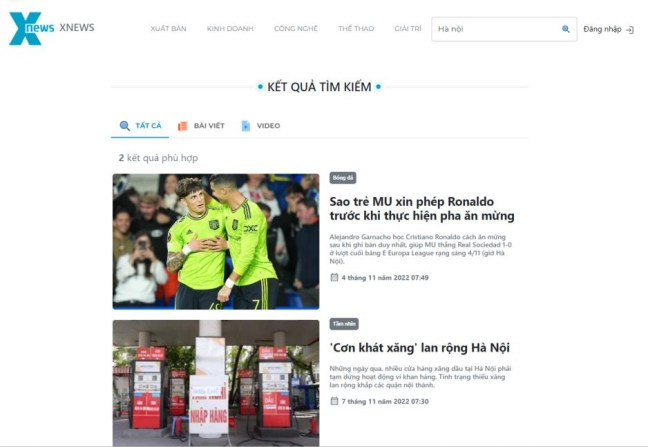 Xnews XNEWS
XUẤT BẢN KINH DOANH CÔNG NGHỆ THỂ THAO GIẢI TRÍ Hà nội Đăng nhập
KẾT QUẢ TÌM KIẾM
TẤT CẢ BÀI VIẾT VIDEO
2 kết quả phù hợp
Bóng đá
Sao trẻ MU xin phép Ronaldo
trước khi thực hiện pha ăn mừng
Alejandro Garnacho học Cristiano Ronaldo cách ăn mừng
sau khi ghi bàn duy nhất, giúp MU thắng Real Sociedad 1-0
ở lượt cuối bảng E Europa League rạng sáng 4/11 (giờ Hà
Nội).
4 tháng 11 năm 2022 07:49
7
Tầm nhìn
'Cơn khát xăng' lan rộng Hà Nội
Những ngày qua, nhiều cửa hàng xăng dầu tại Hà Nội phải
tạm dừng hoạt động vì khan hàng. Tình trạng thiếu xăng
lan rộng khắp các quận nội thành.
7 tháng 11 năm 2022 07:30
NHẬP HÀNG